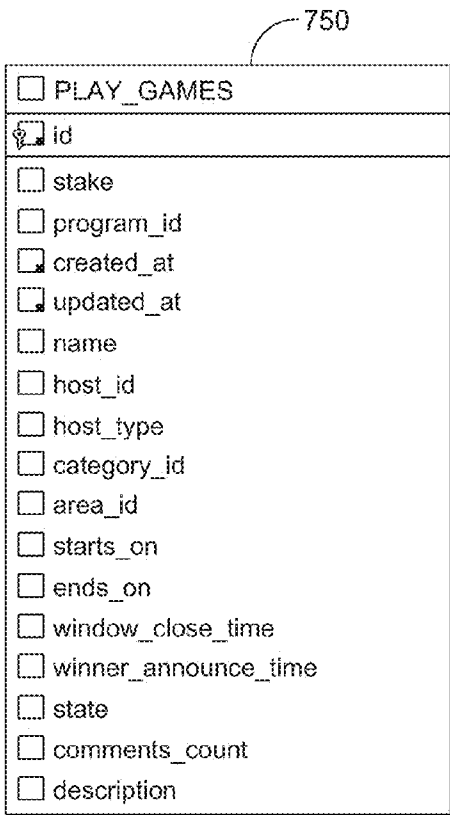 750
PLAY_GAMES
id
stake
program_id
created_at
updated_at
name
host_id
host_type
category_id
area_id
starts_on
ends_on
window_close_time
winner_announce_time
state
comments_count
description